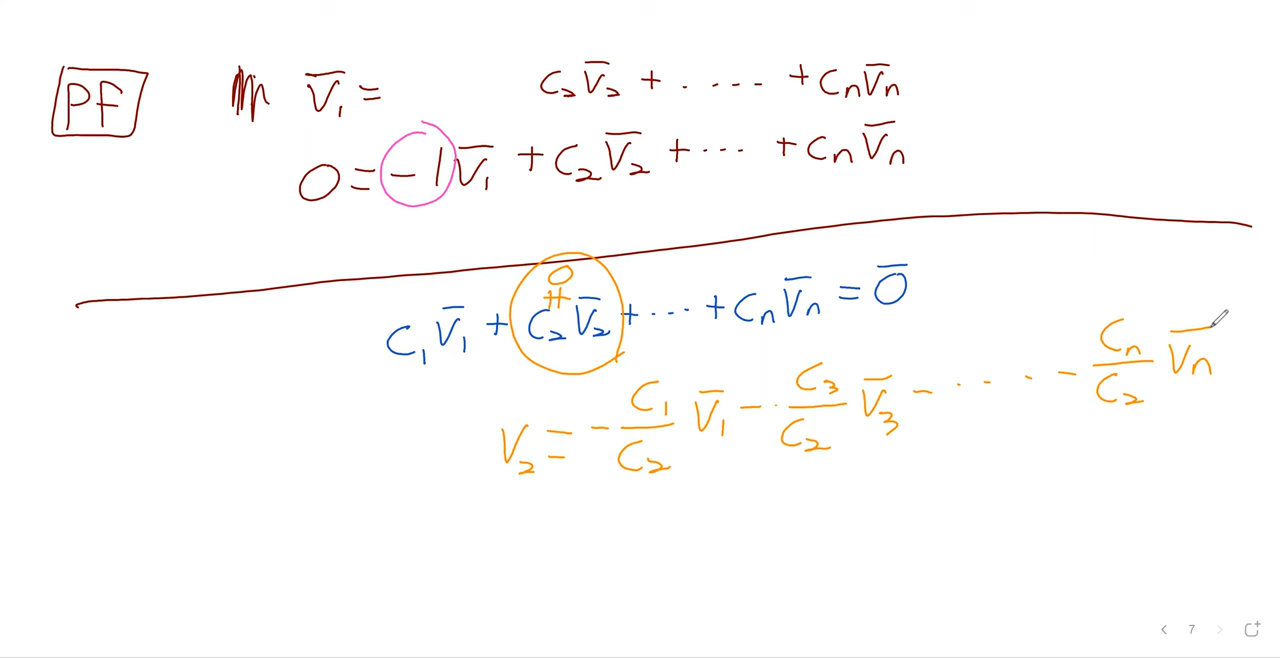 PF
V̅₁ = C₂V̅₂ + ..... + CₙV̅ₙ
0 = -1V̅₁ + C₂V̅₂ + ... + CₙV̅ₙ
0
≠
C₁V̅₁ + C₂V̅₂ + ... + CₙV̅ₙ = 0̅
V₂ = - C₁/C₂ V̅₁ - C₃/C₂ V̅₃ - .... - Cₙ/C₂ V̅ₙ
< 7 >